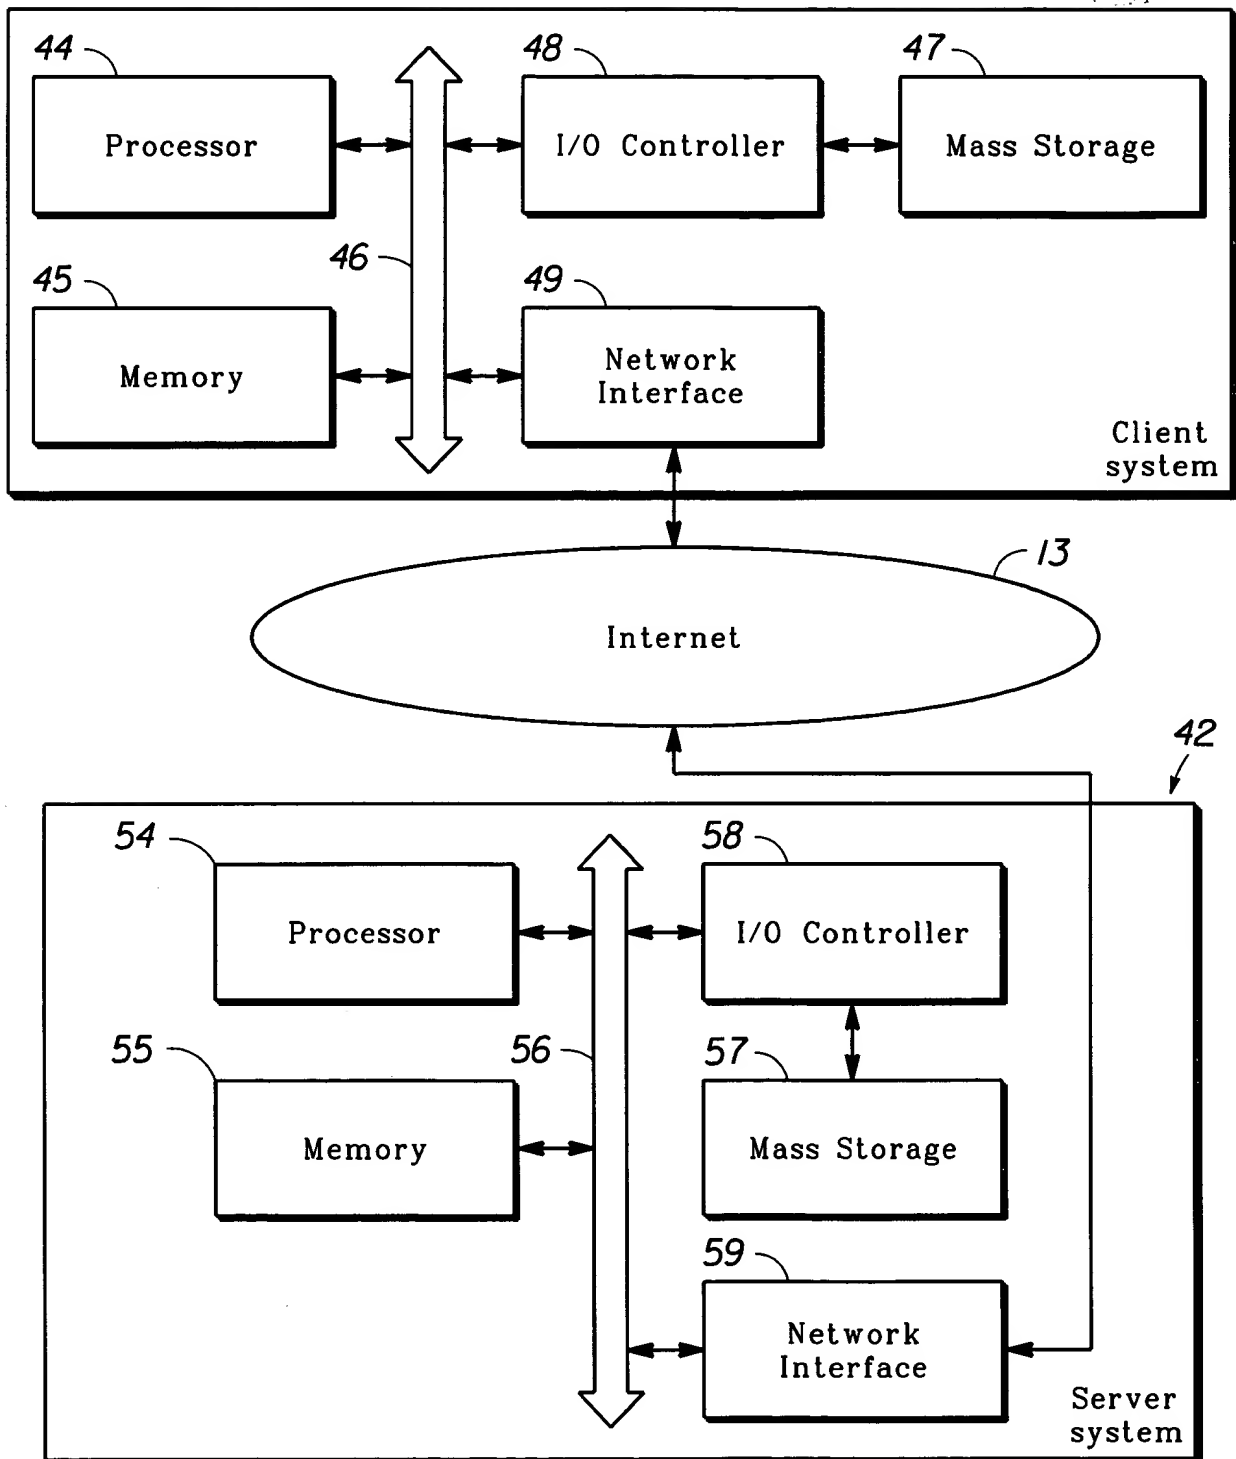 44
48
47
Processor
I/O Controller
Mass Storage
46
45
49
Memory
Network
Interface
Client
system
13
Internet
42
54
58
Processor
I/O Controller
55
56
57
Memory
Mass Storage
59
Network
Interface
Server
system